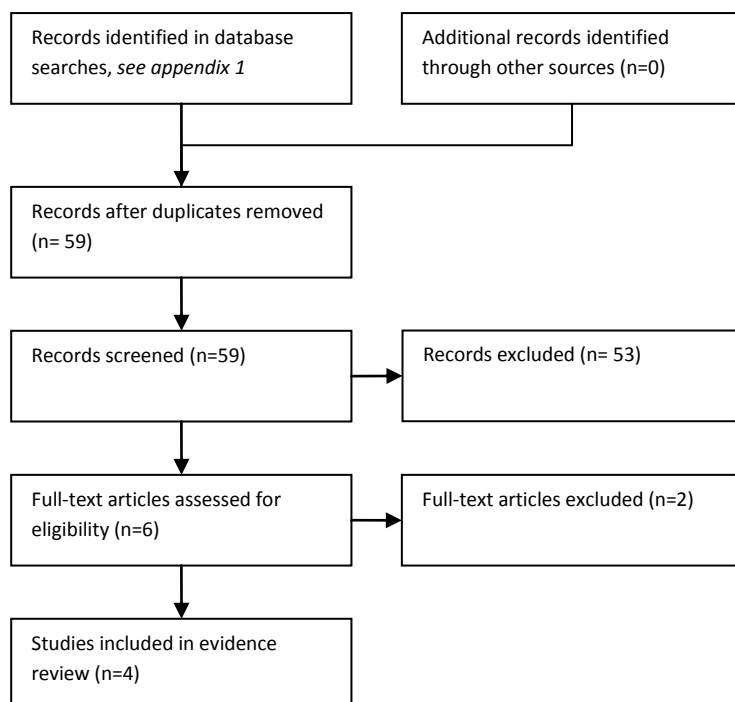 Records identified in database
searches, see appendix 1
Additional records identified
through other sources (n=0)
Records after duplicates removed
(n= 59)
Records screened (n=59)
Records excluded (n= 53)
Full-text articles assessed for
eligibility (n=6)
Full-text articles excluded (n=2)
Studies included in evidence
review (n=4)